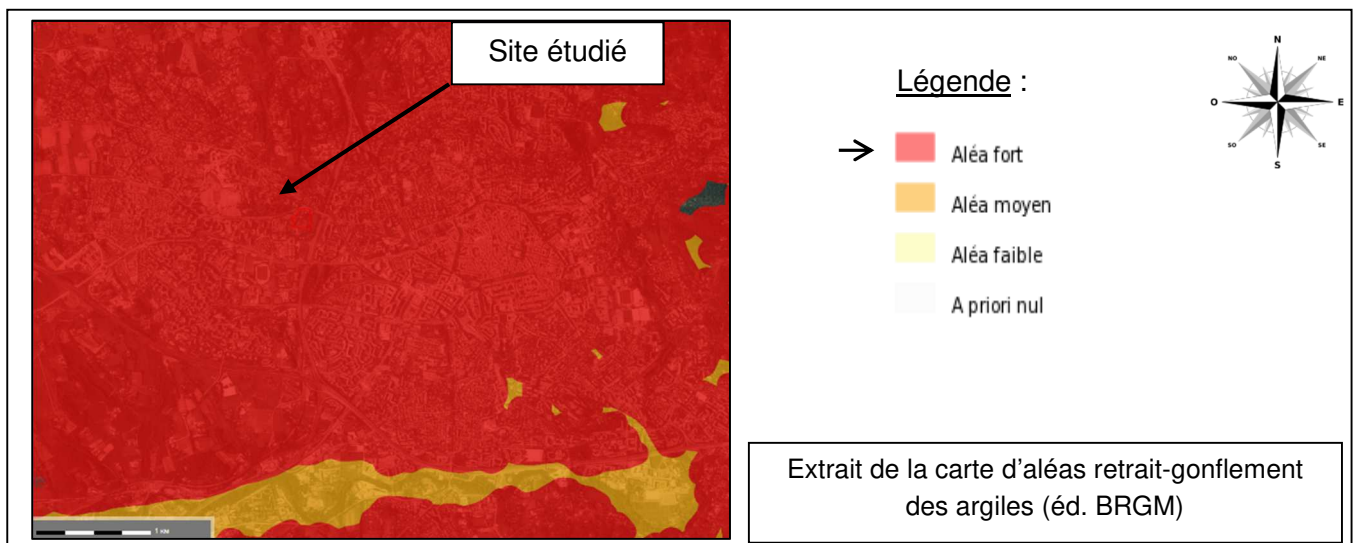 Site étudié
Légende :
Aléa fort
Aléa moyen
Aléa faible
A priori nul
N
NO
NE
O
E
SO
SE
S
1 KM
Extrait de la carte d’aléas retrait-gonflement
des argiles (éd. BRGM)